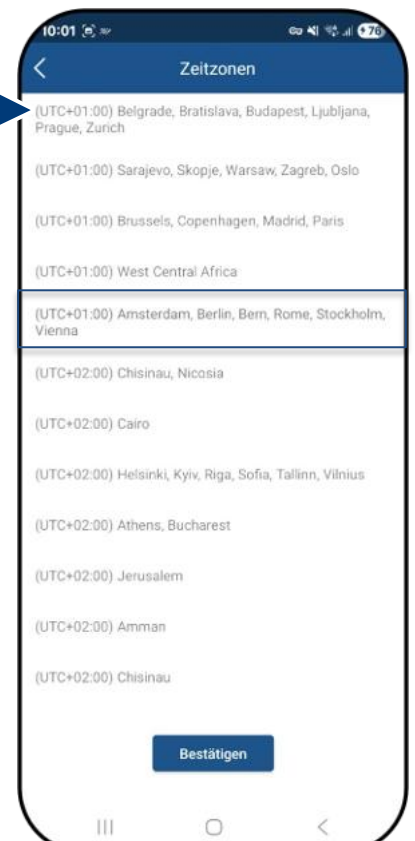 10:01
76
Zeitzonen
(UTC+01:00) Belgrade, Bratislava, Budapest, Ljubljana,
Prague, Zurich
(UTC+01:00) Sarajevo, Skopje, Warsaw, Zagreb, Oslo
(UTC+01:00) Brussels, Copenhagen, Madrid, Paris
(UTC+01:00) West Central Africa
(UTC+01:00) Amsterdam, Berlin, Bern, Rome, Stockholm,
Vienna
(UTC+02:00) Chisinau, Nicosia
(UTC+02:00) Cairo
(UTC+02:00) Helsinki, Kyiv, Riga, Sofia, Tallinn, Vilnius
(UTC+02:00) Athens, Bucharest
(UTC+02:00) Jerusalem
(UTC+02:00) Amman
(UTC+02:00) Chisinau
Bestätigen